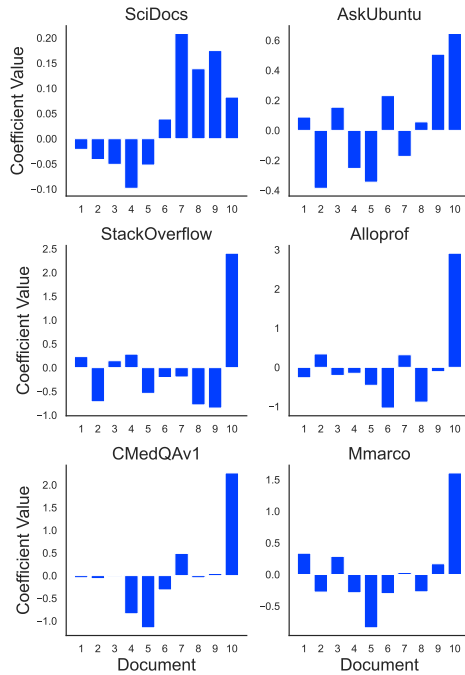 SciDocs
AskUbuntu
Coefficient Value
0.20
0.15
0.10
0.05
0.00
−0.05
−0.10
1 2 3 4 5 6 7 8 9 10
0.6
0.4
0.2
0.0
−0.2
−0.4
1 2 3 4 5 6 7 8 9 10
StackOverflow
Alloprof
Coefficient Value
2.5
2.0
1.5
1.0
0.5
0.0
−0.5
−1.0
1 2 3 4 5 6 7 8 9 10
3
2
1
0
−1
1 2 3 4 5 6 7 8 9 10
CMedQAv1
Mmarco
Coefficient Value
2.0
1.5
1.0
0.5
0.0
−0.5
−1.0
1 2 3 4 5 6 7 8 9 10
Document
1.5
1.0
0.5
0.0
−0.5
1 2 3 4 5 6 7 8 9 10
Document